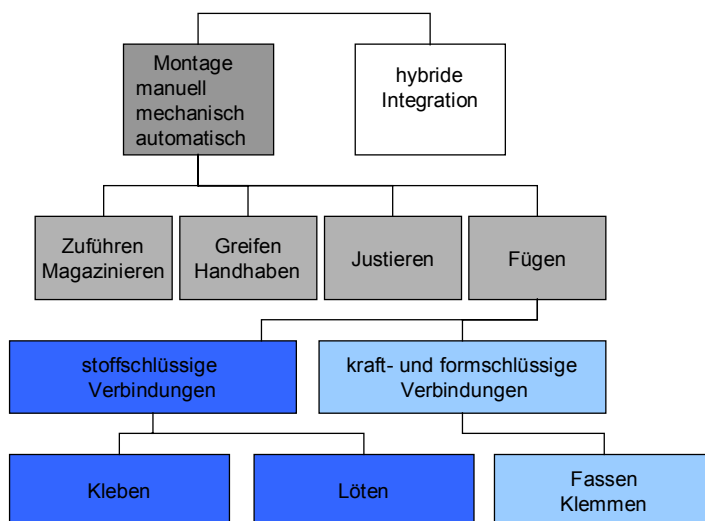 Montage
manuell
mechanisch
automatisch
hybride
Integration
Zuführen
Magazinieren
Greifen
Handhaben
Justieren
Fügen
stoffschlüssige
Verbindungen
kraft- und formschlüssige
Verbindungen
Kleben
Löten
Fassen
Klemmen